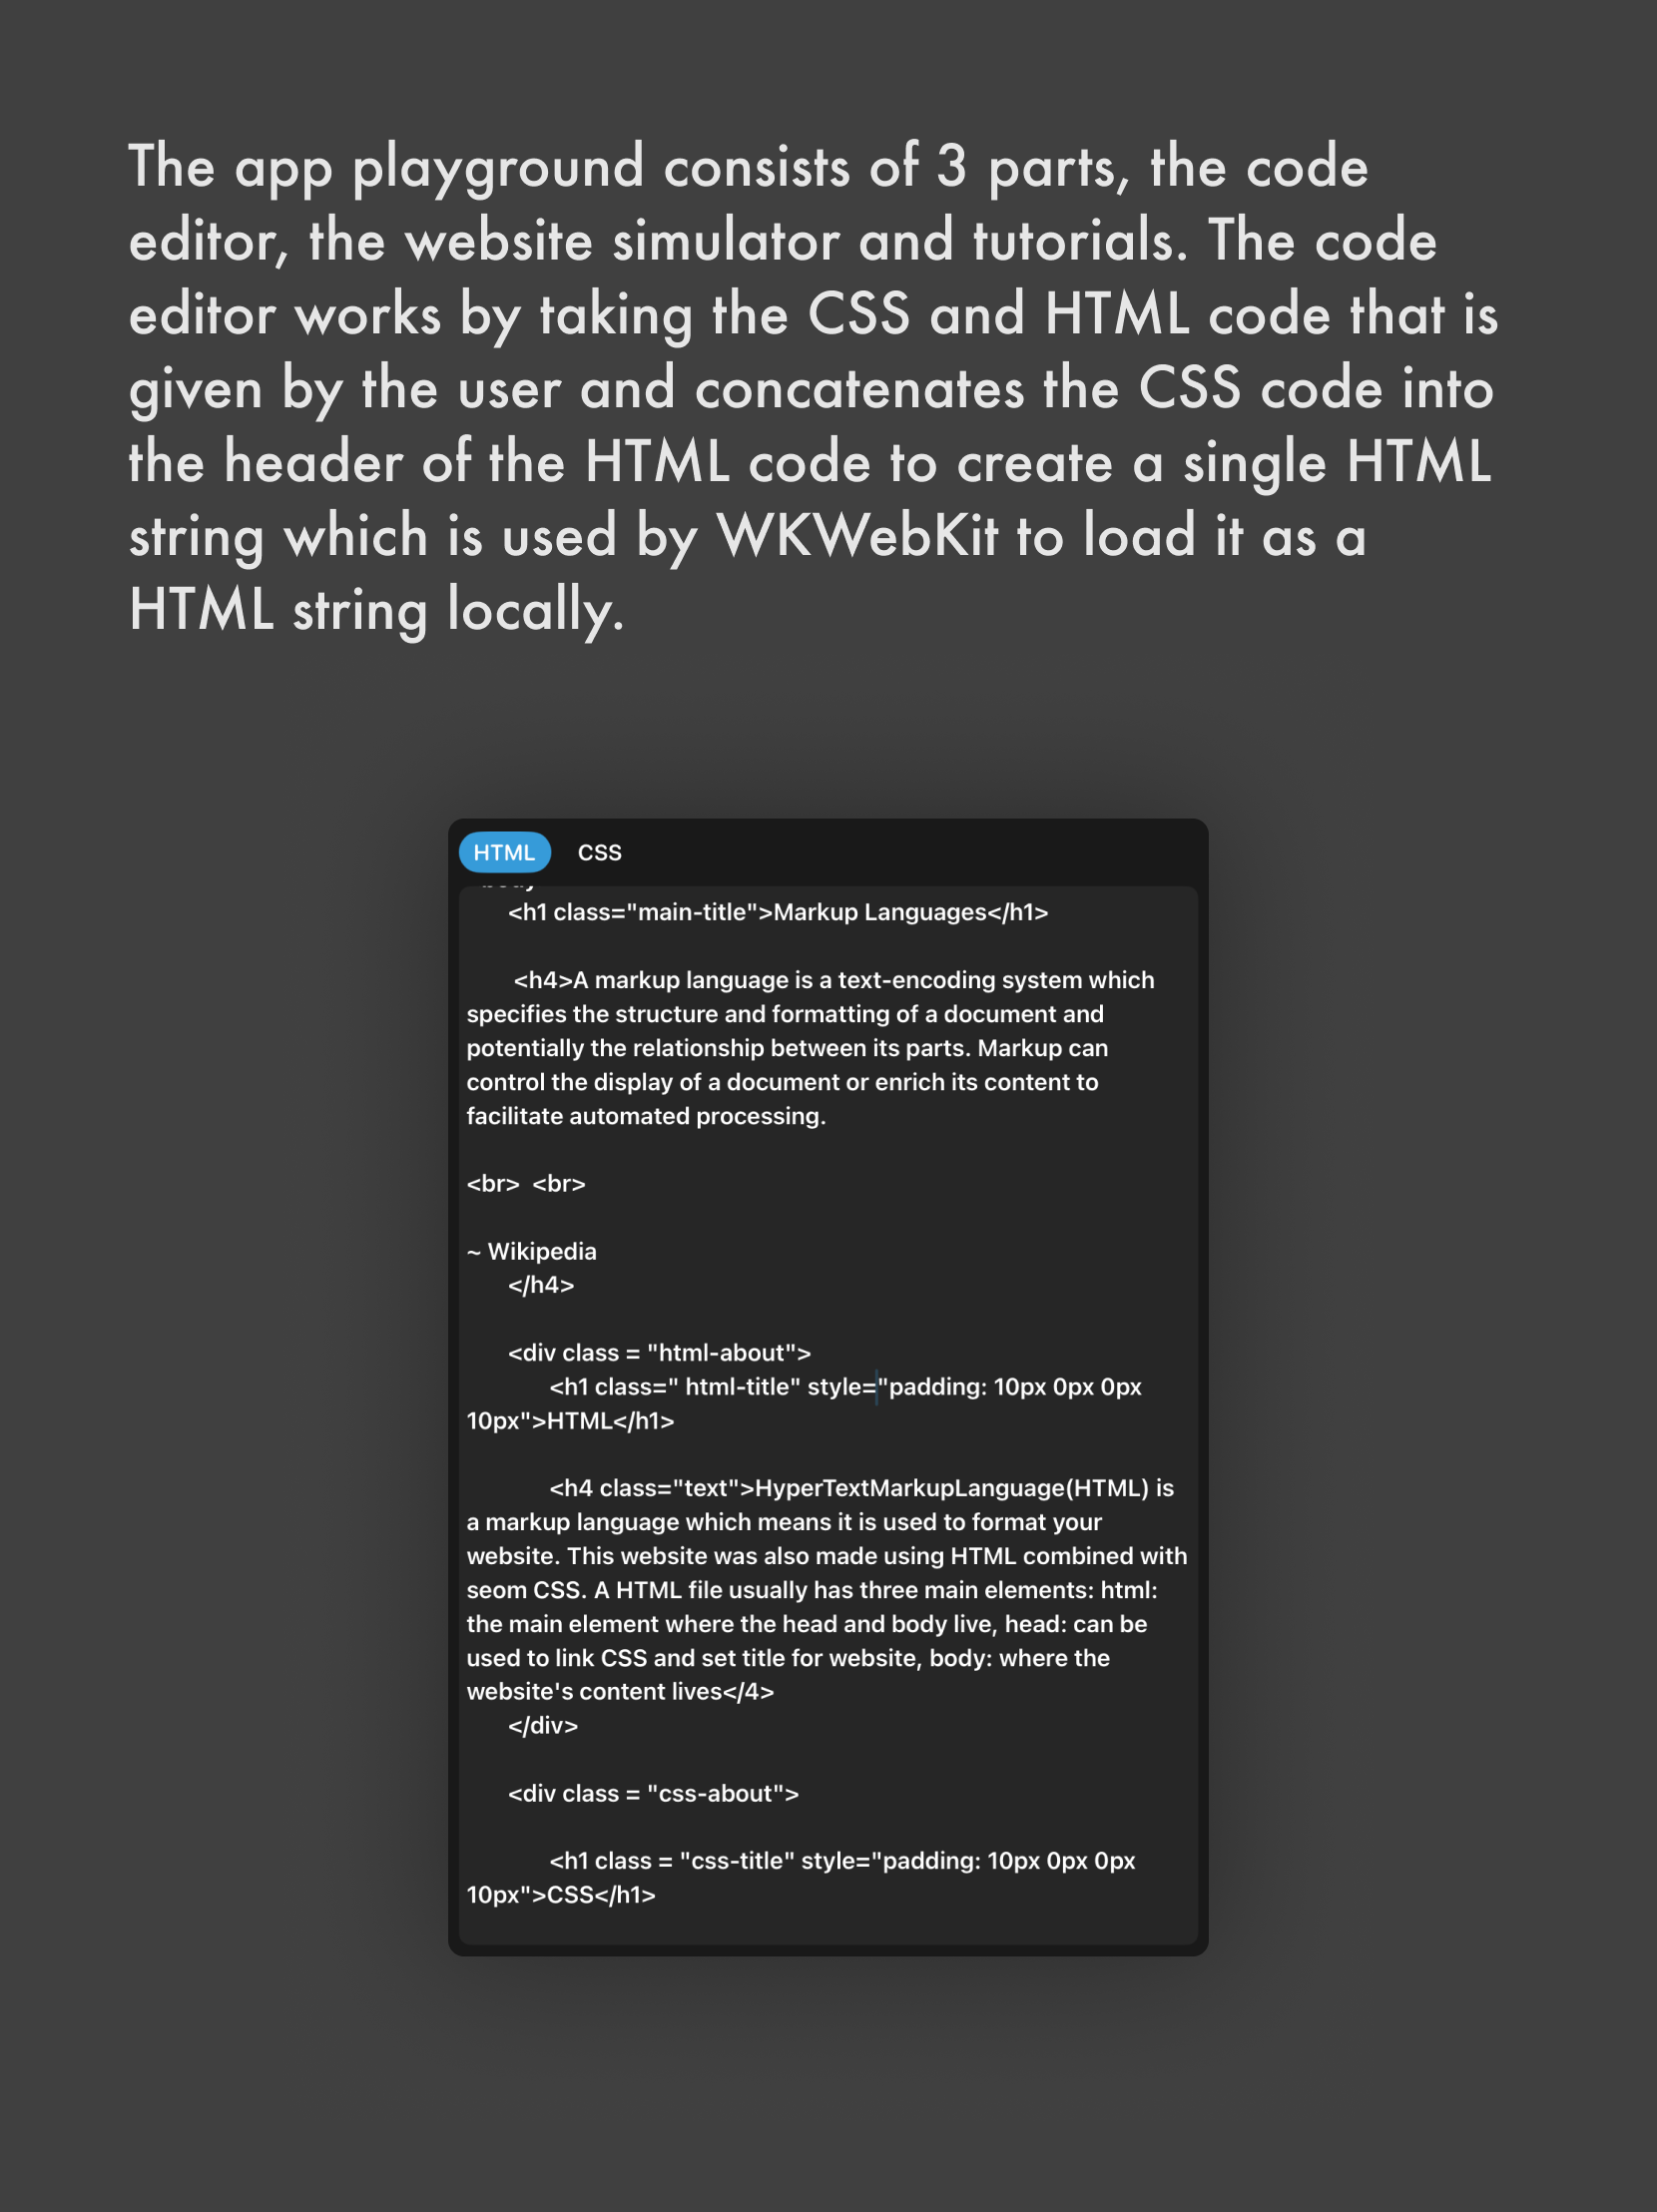 The app playground consists of 3 parts, the code
editor, the website simulator and tutorials. The code
editor works by taking the CSS and HTML code that is
given by the user and concatenates the CSS code into
the header of the HTML code to create a single HTML
string which is used by WKWebKit to load it as a
HTML string locally.
HTML CSS
<h1 class="main-title">Markup Languages</h1>
<h4>A markup language is a text-encoding system which
specifies the structure and formatting of a document and
potentially the relationship between its parts. Markup can
control the display of a document or enrich its content to
facilitate automated processing.
<br>  <br>
~ Wikipedia
</h4>
<div class = "html-about">
<h1 class=" html-title" style="padding: 10px 0px 0px
10px">HTML</h1>
<h4 class="text">HyperTextMarkupLanguage(HTML) is
a markup language which means it is used to format your
website. This website was also made using HTML combined with
seom CSS. A HTML file usually has three main elements: html:
the main element where the head and body live, head: can be
used to link CSS and set title for website, body: where the
website's content lives</4>
</div>
<div class = "css-about">
<h1 class = "css-title" style="padding: 10px 0px 0px
10px">CSS</h1>